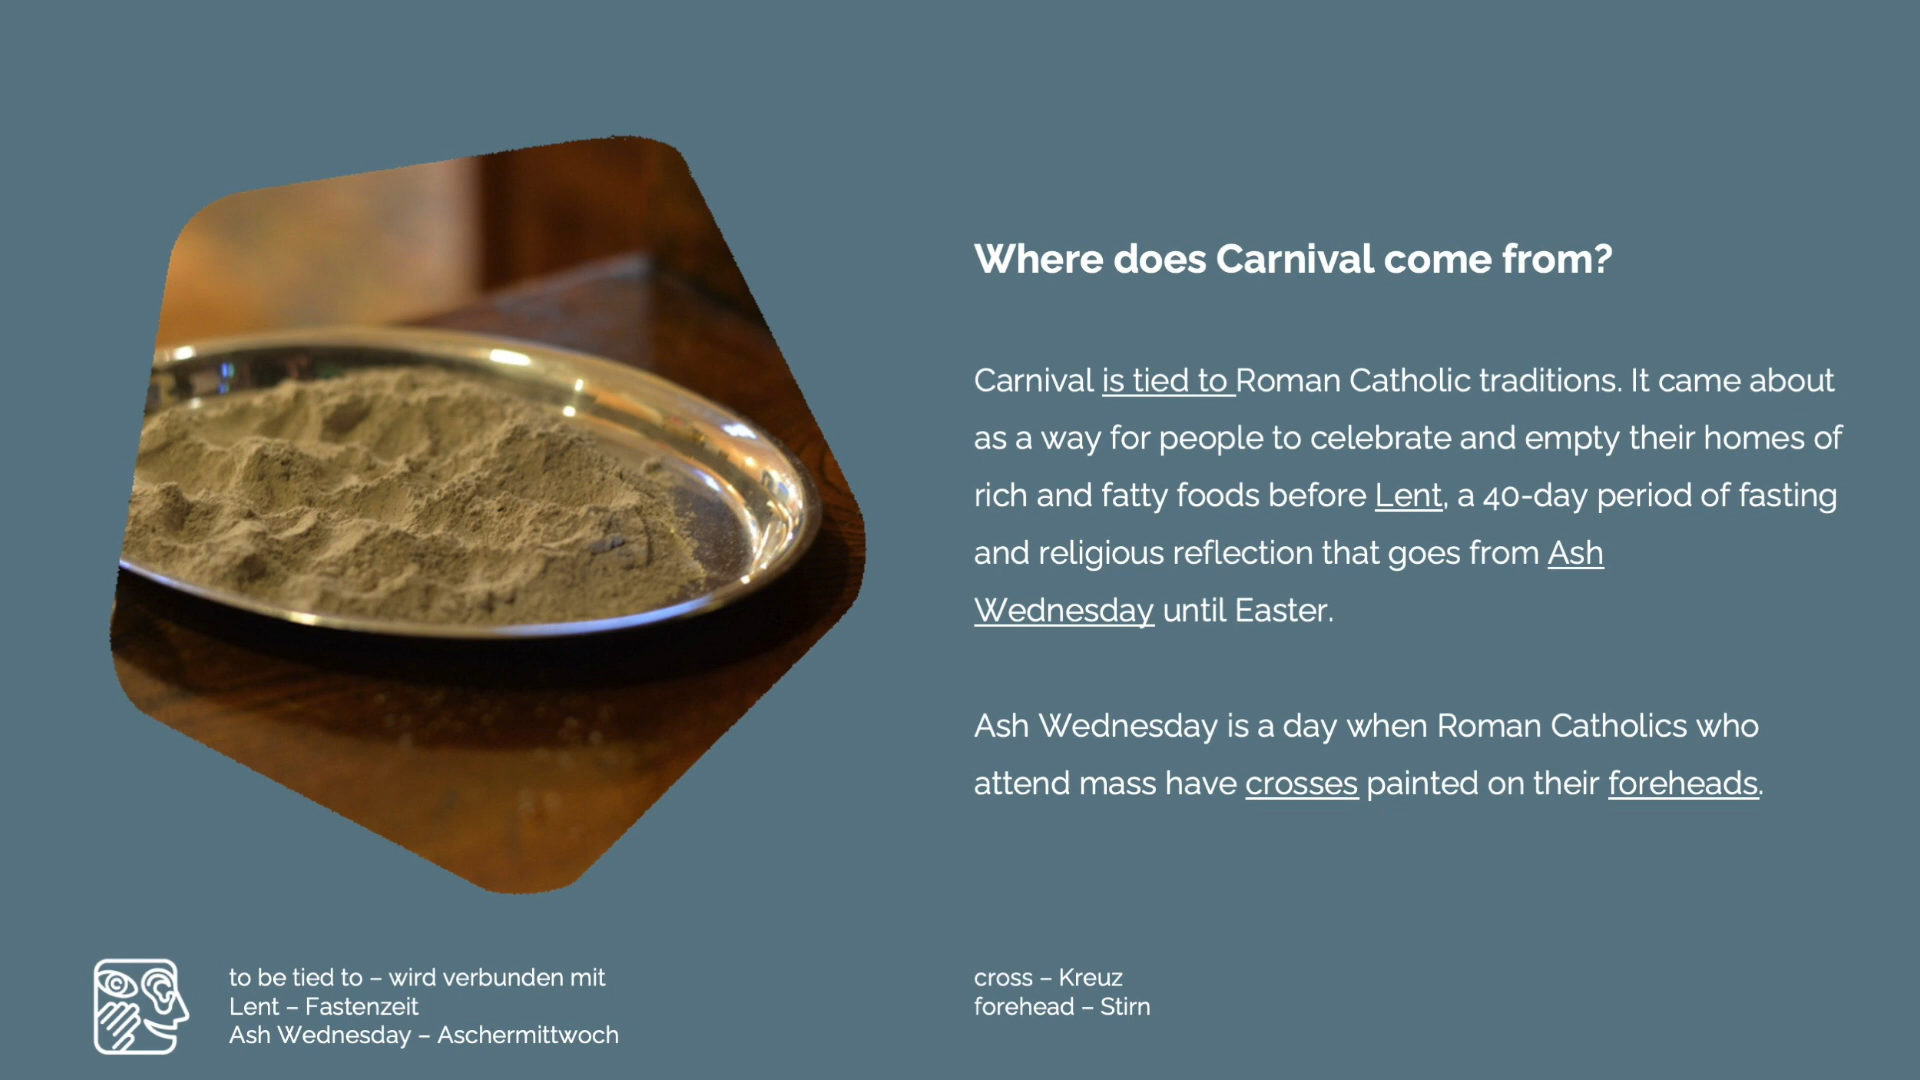 Where does Carnival come from?
Carnival is tied to Roman Catholic traditions. It came about
as a way for people to celebrate and empty their homes of
rich and fatty foods before Lent, a 40-day period of fasting
and religious reflection that goes from Ash
Wednesday until Easter.
Ash Wednesday is a day when Roman Catholics who
attend mass have crosses painted on their foreheads.
to be tied to – wird verbunden mit
Lent – Fastenzeit
Ash Wednesday – Aschermittwoch
cross – Kreuz
forehead – Stirn